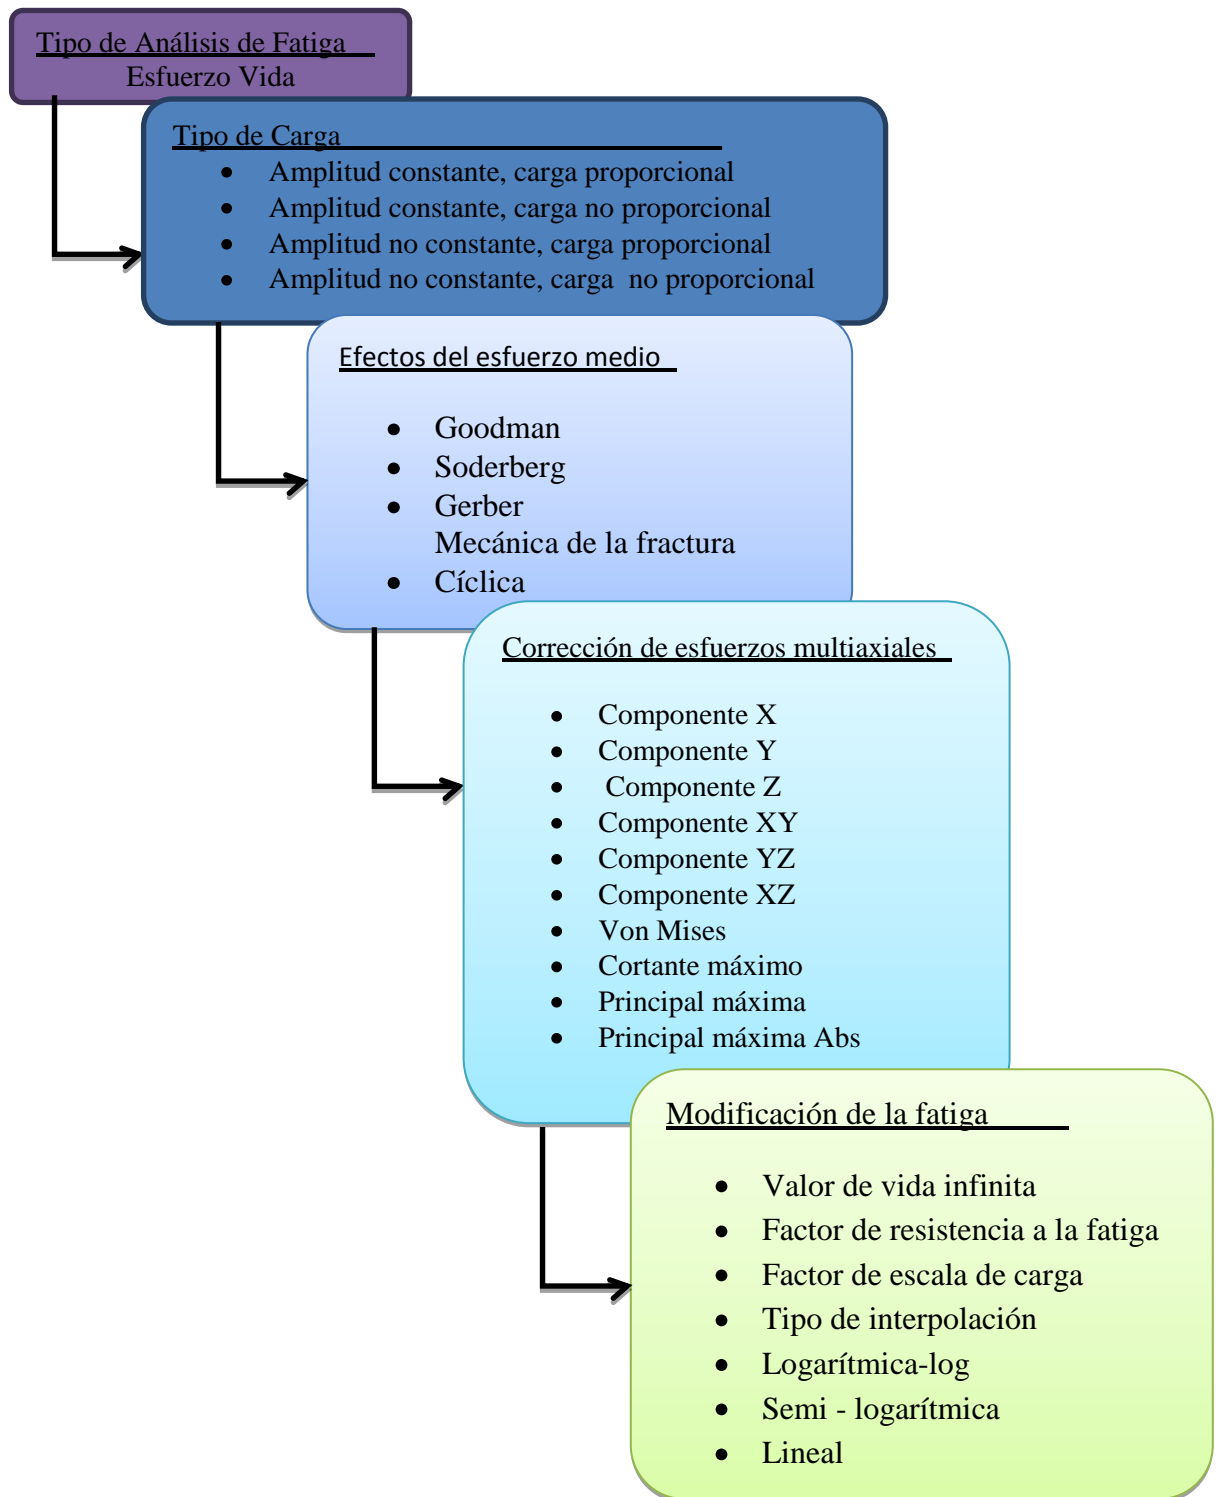 Tipo de Análisis de Fatiga
Esfuerzo Vida
Tipo de Carga
• Amplitud constante, carga proporcional
• Amplitud constante, carga no proporcional
• Amplitud no constante, carga proporcional
• Amplitud no constante, carga no proporcional
Efectos del esfuerzo medio
• Goodman
• Soderberg
• Gerber
Mecánica de la fractura
• Cíclica
Corrección de esfuerzos multiaxiales
• Componente X
• Componente Y
• Componente Z
• Componente XY
• Componente YZ
• Componente XZ
• Von Mises
• Cortante máximo
• Principal máxima
• Principal máxima Abs
Modificación de la fatiga
• Valor de vida infinita
• Factor de resistencia a la fatiga
• Factor de escala de carga
• Tipo de interpolación
• Logarítmica-log
• Semi - logarítmica
• Lineal